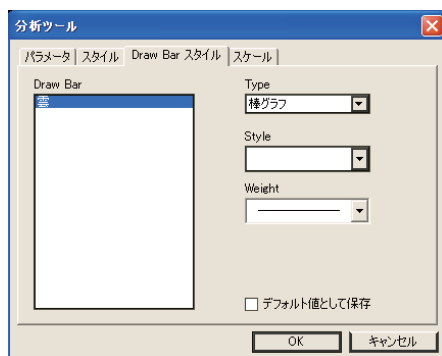 分析ツール
パラメータ スタイル Draw Bar スタイル スケール
Draw Bar
雲
Type
棒グラフ
Style
Weight
デフォルト値として保存
OK キャンセル